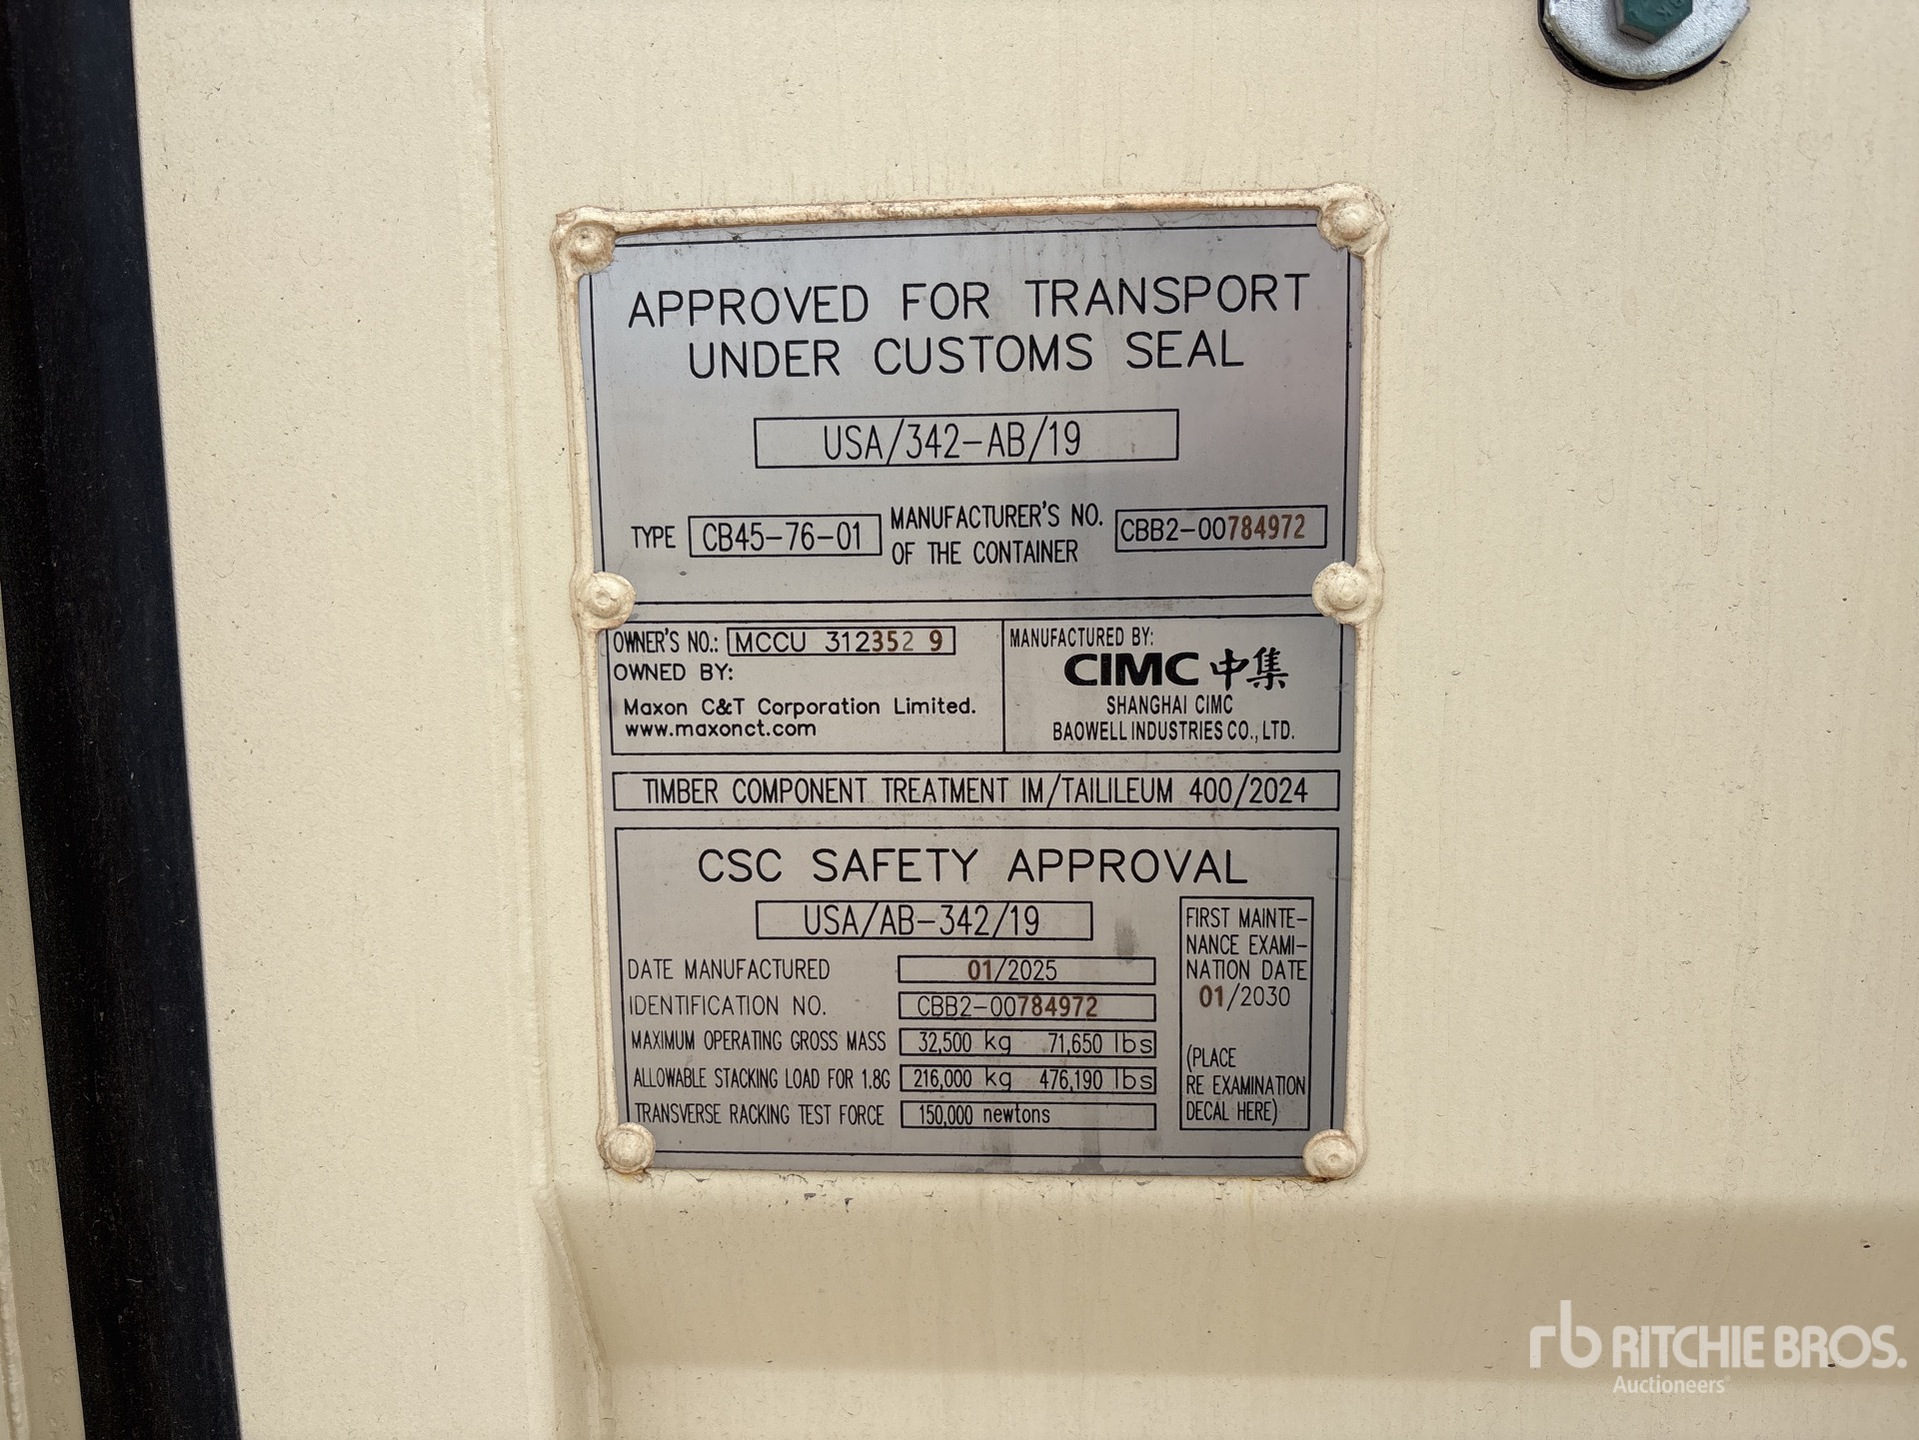 APPROVED FOR TRANSPORT
UNDER CUSTOMS SEAL
USA/342-AB/19
TYPE CB45-76-01 MANUFACTURER'S NO. OF THE CONTAINER CBB2-00784972
OWNER'S NO.: MCCU 312352 9
OWNED BY:
Maxon C&T Corporation Limited.
www.maxonct.com
MANUFACTURED BY:
CIMC 中集
SHANGHAI CIMC
BAOWELL INDUSTRIES CO., LTD.
TIMBER COMPONENT TREATMENT IM/TAILILEUM 400/2024
CSC SAFETY APPROVAL
USA/AB-342/19
DATE MANUFACTURED 01/2025
IDENTIFICATION NO. CBB2-00784972
MAXIMUM OPERATING GROSS MASS 32,500 kg 71,650 lbs
ALLOWABLE STACKING LOAD FOR 1.8G 216,000 kg 476,190 lbs
TRANSVERSE RACKING TEST FORCE 150,000 newtons
FIRST MAINTE-
NANCE EXAMI-
NATION DATE
01/2030
(PLACE
RE EXAMINATION
DECAL HERE)
rb RITCHIE BROS.
Auctioneers